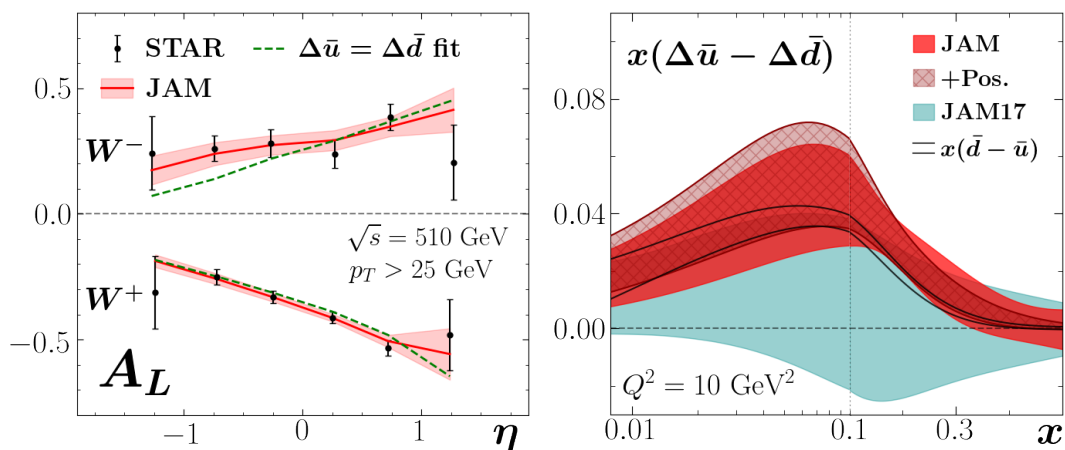 STAR
Δū = Δd̄ fit
JAM
0.5
W⁻
0.0
√s = 510 GeV
p_T > 25 GeV
W⁺
−0.5
A_L
−1
0
1
η
x(Δū − Δd̄)
JAM
+Pos.
JAM17
x(d̄ − ū)
0.08
0.04
0.00
Q² = 10 GeV²
0.01
0.1
0.3
x